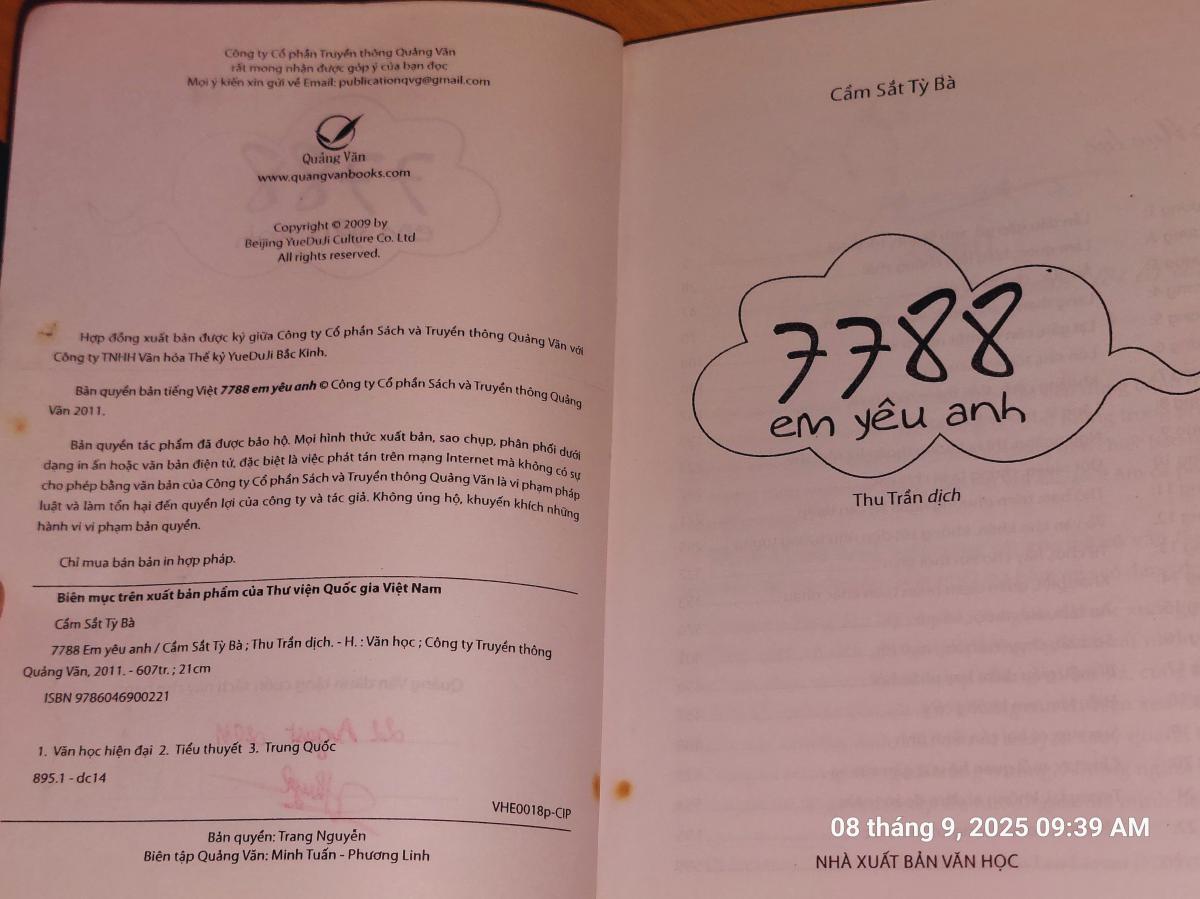 Công ty Cổ phần Truyền thông Quảng Văn
rất mong nhận được góp ý của bạn đọc
Mọi ý kiến xin gửi về Email: publicationqvg@gmail.com
Quảng Văn
www.quangvanbooks.com
Copyright © 2009 by
Beijing YueDuJi Culture Co. Ltd
All rights reserved.
Hợp đồng xuất bản được ký giữa Công ty Cổ phần Sách và Truyền thông Quảng Văn với
Công ty TNHH Văn hóa Thế kỷ YueDuJi Bắc Kinh.
Bản quyền bản tiếng Việt 7788 em yêu anh © Công ty Cổ phần Sách và Truyền thông Quảng
Văn 2011.
Bản quyền tác phẩm đã được bảo hộ. Mọi hình thức xuất bản, sao chụp, phân phối dưới
dạng in ấn hoặc văn bản điện tử, đặc biệt là việc phát tán trên mạng Internet mà không có sự
cho phép bằng văn bản của Công ty Cổ phần Sách và Truyền thông Quảng Văn là vi phạm pháp
luật và làm tổn hại đến quyền lợi của công ty và tác giả. Không ủng hộ, khuyến khích những
hành vi vi phạm bản quyền.
Chỉ mua bán bản in hợp pháp.
Biên mục trên xuất bản phẩm của Thư viện Quốc gia Việt Nam
Cầm Sắt Tỳ Bà
7788 Em yêu anh / Cầm Sắt Tỳ Bà ; Thu Trần dịch. - H. : Văn học ; Công ty Truyền thông
Quảng Văn, 2011. - 607tr. ; 21cm
ISBN 9786046900221
1. Văn học hiện đại 2. Tiểu thuyết 3. Trung Quốc
895.1 - dc14
VHE0018p-CIP
Bản quyền: Trang Nguyễn
Biên tập Quảng Văn: Minh Tuấn - Phương Linh
Cầm Sắt Tỳ Bà
7788
em yêu anh
Thu Trần dịch
08 tháng 9, 2025 09:39 AM
NHÀ XUẤT BẢN VĂN HỌC